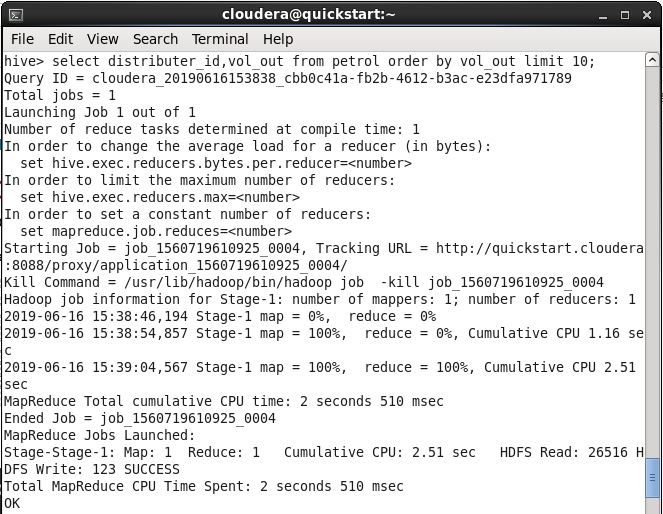 cloudera@quickstart:~
File Edit View Search Terminal Help
hive> select distributer_id,vol_out from petrol order by vol_out limit 10;
Query ID = cloudera_20190616153838_cbb0c41a-fb2b-4612-b3ac-e23dfa971789
Total jobs = 1
Launching Job 1 out of 1
Number of reduce tasks determined at compile time: 1
In order to change the average load for a reducer (in bytes):
  set hive.exec.reducers.bytes.per.reducer=<number>
In order to limit the maximum number of reducers:
  set hive.exec.reducers.max=<number>
In order to set a constant number of reducers:
  set mapreduce.job.reduces=<number>
Starting Job = job_1560719610925_0004, Tracking URL = http://quickstart.cloudera
:8088/proxy/application_1560719610925_0004/
Kill Command = /usr/lib/hadoop/bin/hadoop job  -kill job_1560719610925_0004
Hadoop job information for Stage-1: number of mappers: 1; number of reducers: 1
2019-06-16 15:38:46,194 Stage-1 map = 0%,  reduce = 0%
2019-06-16 15:38:54,857 Stage-1 map = 100%,  reduce = 0%, Cumulative CPU 1.16 se
c
2019-06-16 15:39:04,567 Stage-1 map = 100%,  reduce = 100%, Cumulative CPU 2.51
sec
MapReduce Total cumulative CPU time: 2 seconds 510 msec
Ended Job = job_1560719610925_0004
MapReduce Jobs Launched:
Stage-Stage-1: Map: 1  Reduce: 1   Cumulative CPU: 2.51 sec   HDFS Read: 26516 H
DFS Write: 123 SUCCESS
Total MapReduce CPU Time Spent: 2 seconds 510 msec
OK